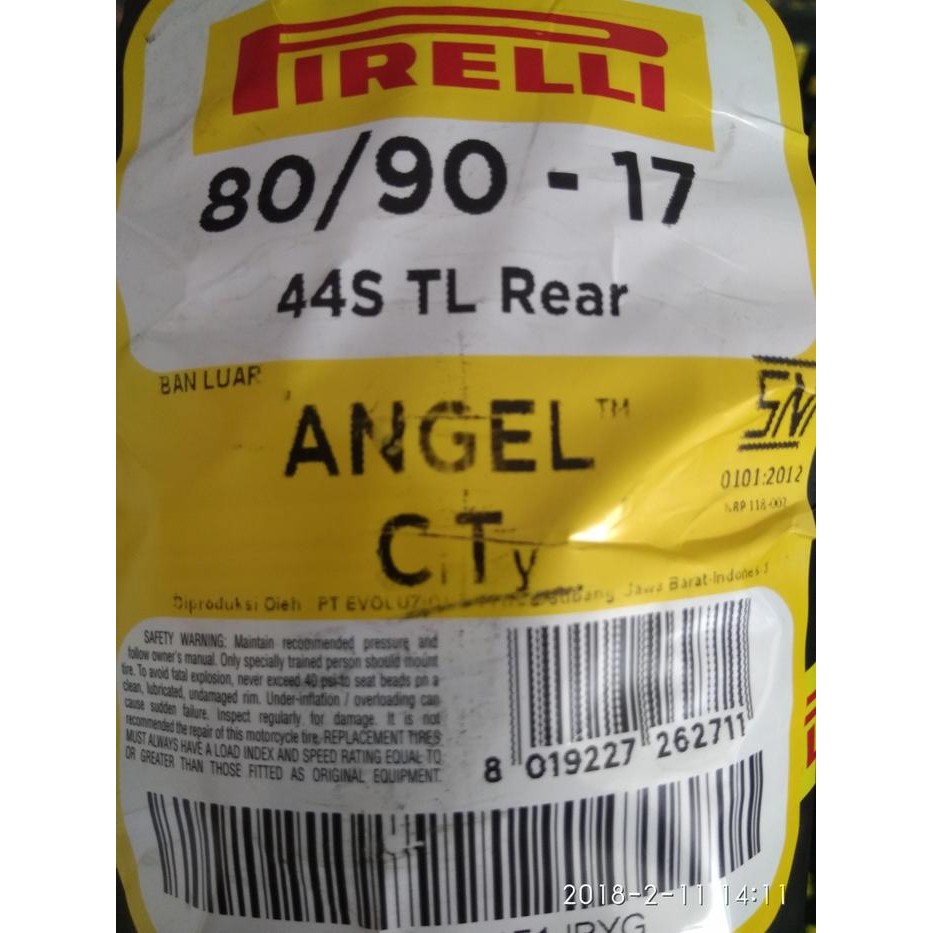 PIRELLI
80/90 - 17
44S TL Rear
BAN LUAR
ANGEL™
CiTy
SNI
0101:2012
Diproduksi Oleh PT Jawa Barat-Indonesia
SAFETY WARNING: Maintain recommended pressure and
follow owner's manual. Only specially trained person should mount
tire. To avoid fatal explosion, never exceed 40 psi to seat beads on a
clean, lubricated, undamaged rim. Under-inflation / overloading can
cause sudden failure. Inspect regularly for damage. It is not
recommended the repair of this motorcycle tire. REPLACEMENT TIRES
MUST ALWAYS HAVE A LOAD INDEX AND SPEED RATING EQUAL TO
OR GREATER THAN THOSE FITTED AS ORIGINAL EQUIPMENT.
8 019227 262711
2018-2-11 14:11